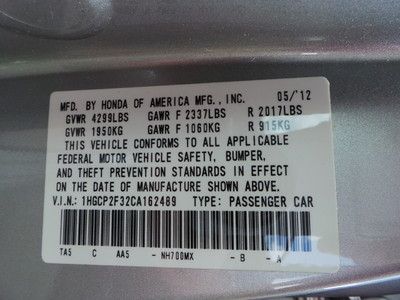 MFD. BY HONDA OF AMERICA MFG., INC. 05/'12
GVWR 4299LBS GAWR F 2337LBS R 2017LBS
GVWR 1950KG GAWR F 1060KG R 915KG
THIS VEHICLE CONFORMS TO ALL APPLICABLE
FEDERAL MOTOR VEHICLE SAFETY, BUMPER,
AND THEFT PREVENTION STANDARDS IN EFFECT
ON THE DATE OF MANUFACTURE SHOWN ABOVE.
V.I.N.: 1HGCP2F32CA162489 TYPE: PASSENGER CAR
TA5 C AA5 - NH700MX - B - A